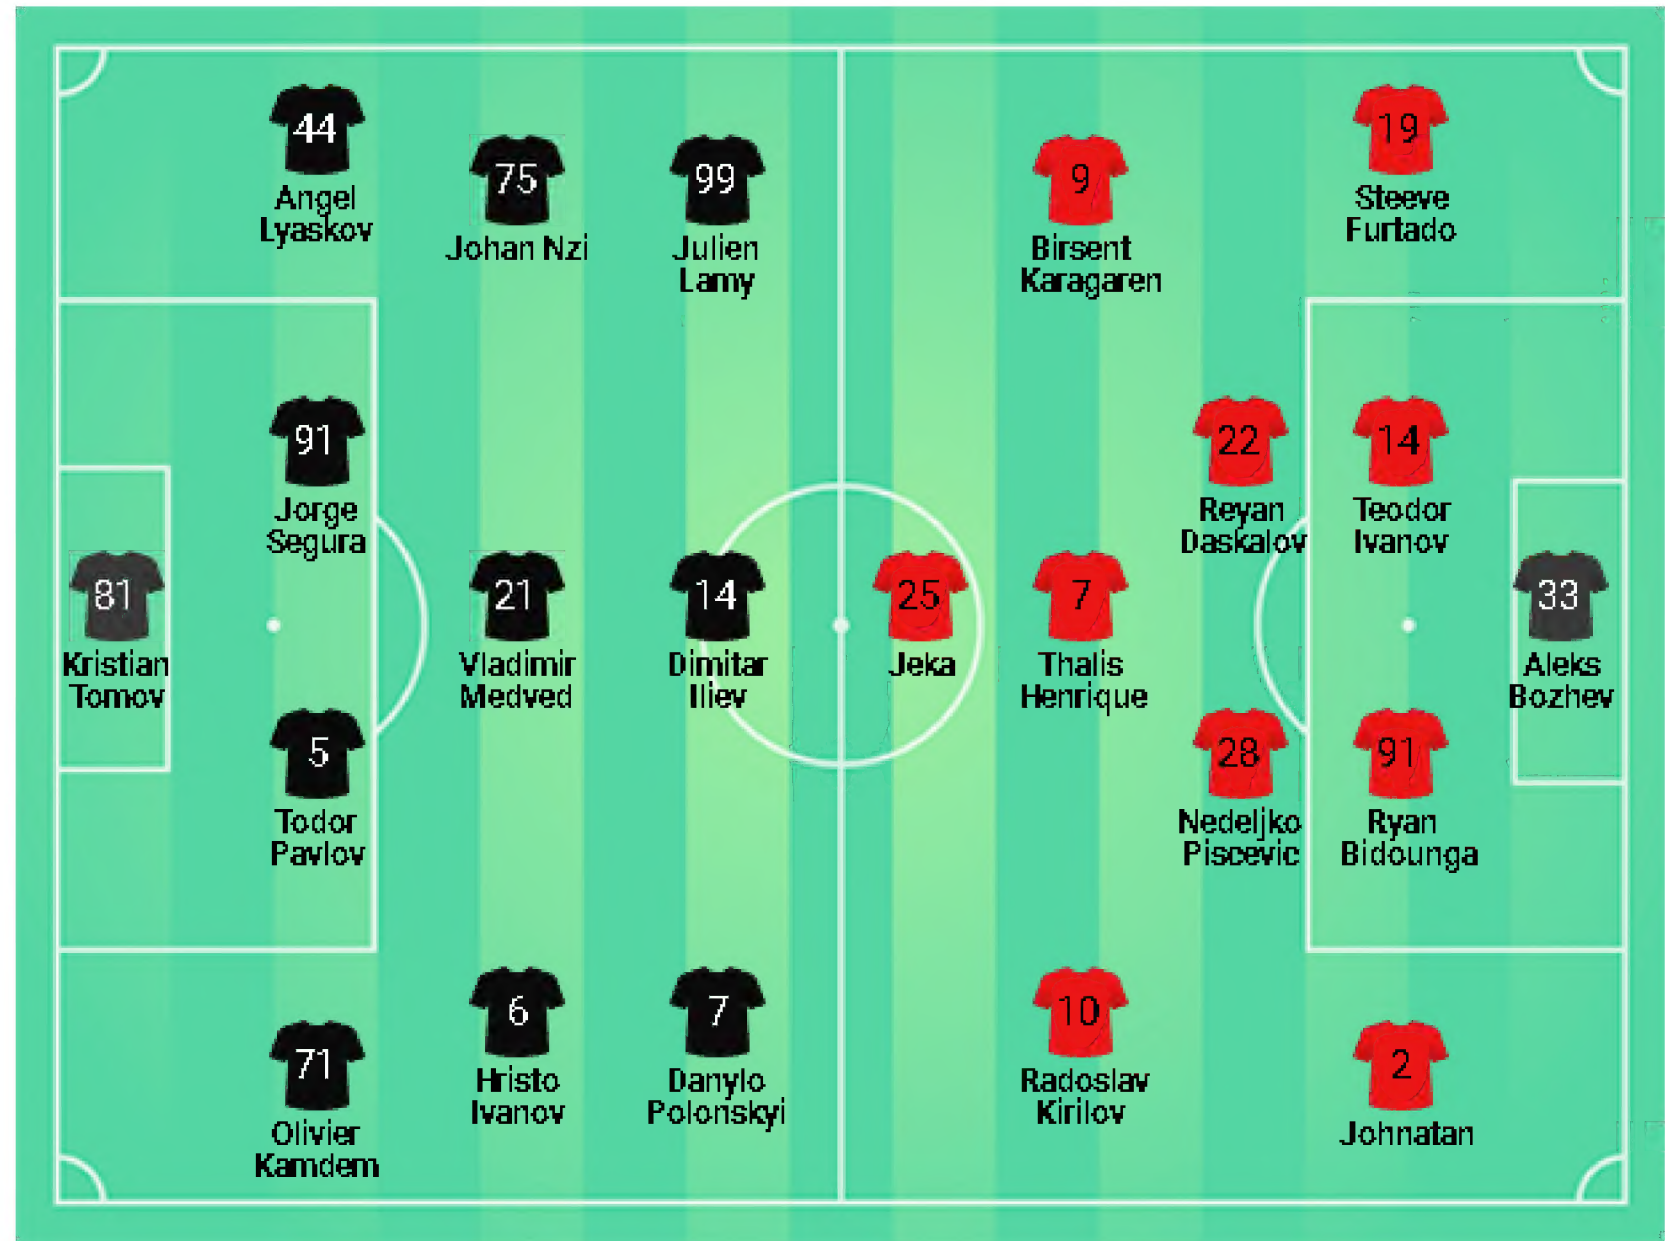 44
Angel
Lyaskov
75
Johan Nzi
99
Julien
Lamy
9
Birsent
Karagaren
19
Steeve
Furtado
91
Jorge
Segura
22
Reyan
Daskalov
14
Teodor
Ivanov
81
Kristian
Tomov
21
Vladimir
Medved
14
Dimitar
Iliev
25
Jeka
7
Thalis
Henrique
33
Aleks
Bozhev
5
Todor
Pavlov
28
Nedeljko
Piscevic
91
Ryan
Bidounga
6
Hristo
Ivanov
7
Danylo
Polonskyi
10
Radoslav
Kirilov
71
Olivier
Kamdem
2
Johnatan